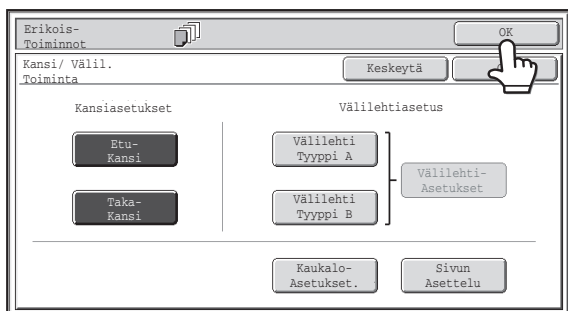 Erikois-
Toiminnot
OK
Kansi/ Välil.
Toiminta
Keskeytä
Kansiasetukset
Välilehtiasetus
Etu-
Kansi
Välilehti
Tyyppi A
Välilehti-
Asetukset
Taka-
Kansi
Välilehti
Tyyppi B
Kaukalo-
Asetukset.
Sivun
Asettelu